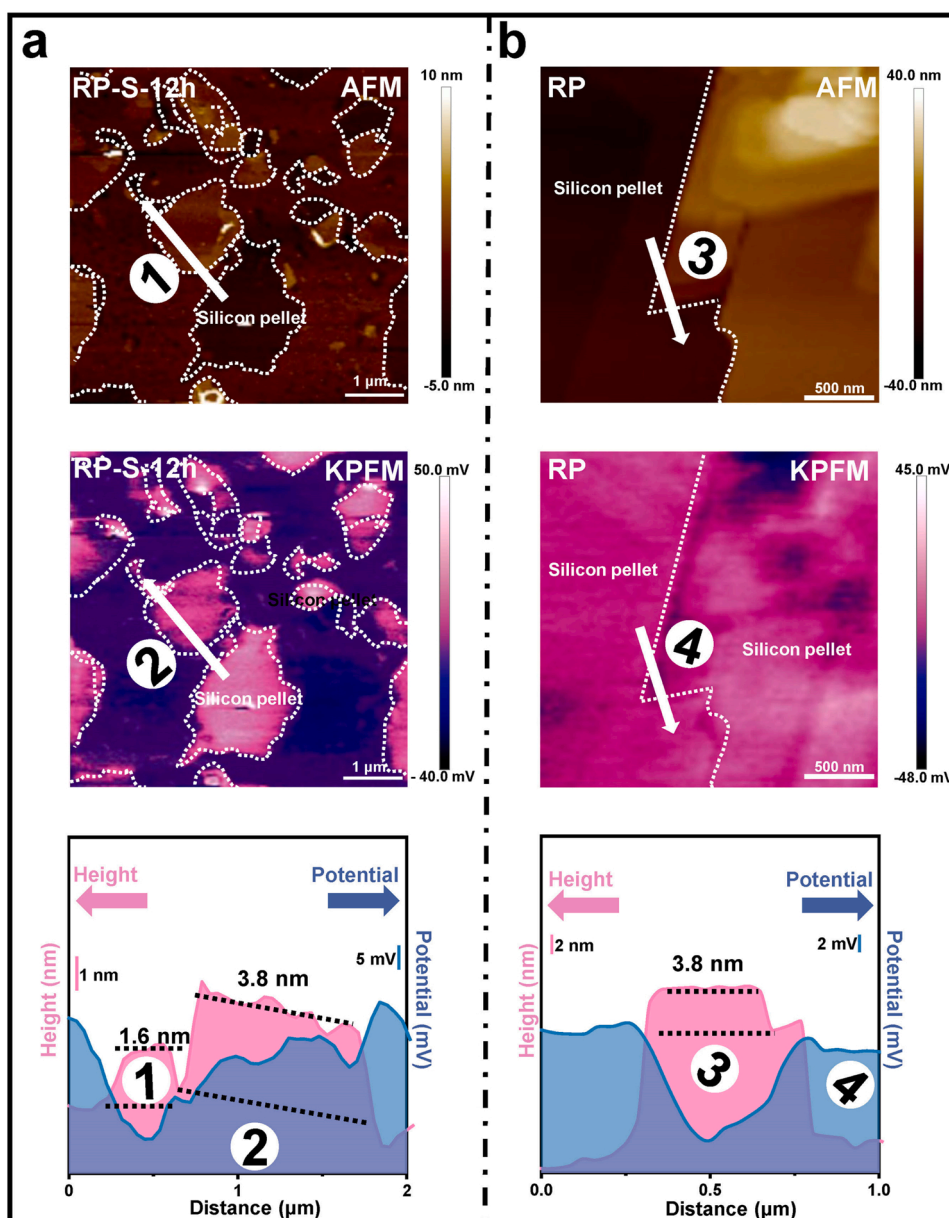 a
RP-S-12h
AFM
10 nm
-5.0 nm
1
Silicon pellet
1 µm
RP-S-12h
KPFM
50.0 mV
- 40.0 mV
Silicon pellet
2
Silicon pellet
1 µm
Height
Potential
1 nm
5 mV
3.8 nm
1.6 nm
1
2
Height (nm)
Potential (mV)
0
1
2
Distance (µm)
b
RP
AFM
40.0 nm
-40.0 nm
Silicon pellet
3
500 nm
RP
KPFM
45.0 mV
-48.0 mV
Silicon pellet
4
Silicon pellet
500 nm
Height
Potential
2 nm
2 mV
3.8 nm
3
4
Height (nm)
Potential (mV)
0.0
0.5
1.0
Distance (µm)